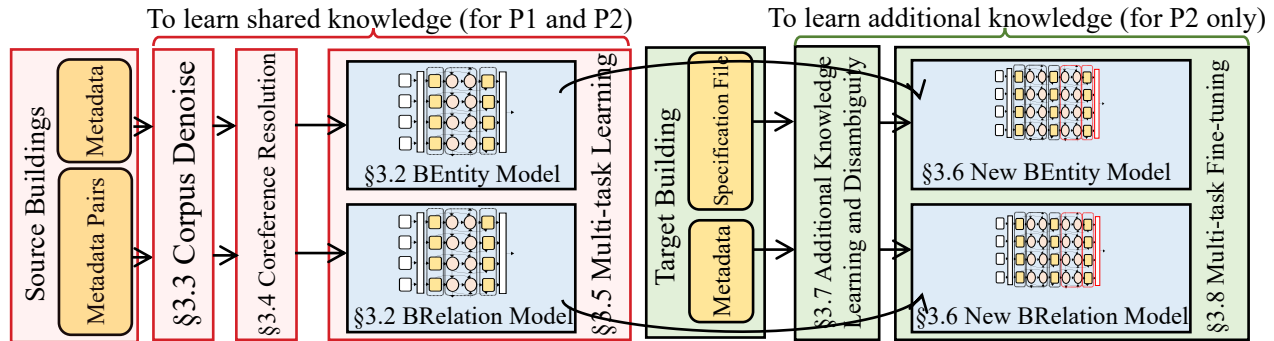 To learn shared knowledge (for P1 and P2)
To learn additional knowledge (for P2 only)
Source Buildings
Metadata
Metadata Pairs
§3.3 Corpus Denoise
§3.4 Coreference Resolution
§3.2 BEntity Model
§3.2 BRelation Model
§3.5 Multi-task Learning
Target Building
Specification File
Metadata
§3.7 Additional Knowledge
Learning and Disambiguity
§3.6 New BEntity Model
§3.6 New BRelation Model
§3.8 Multi-task Fine-tuning